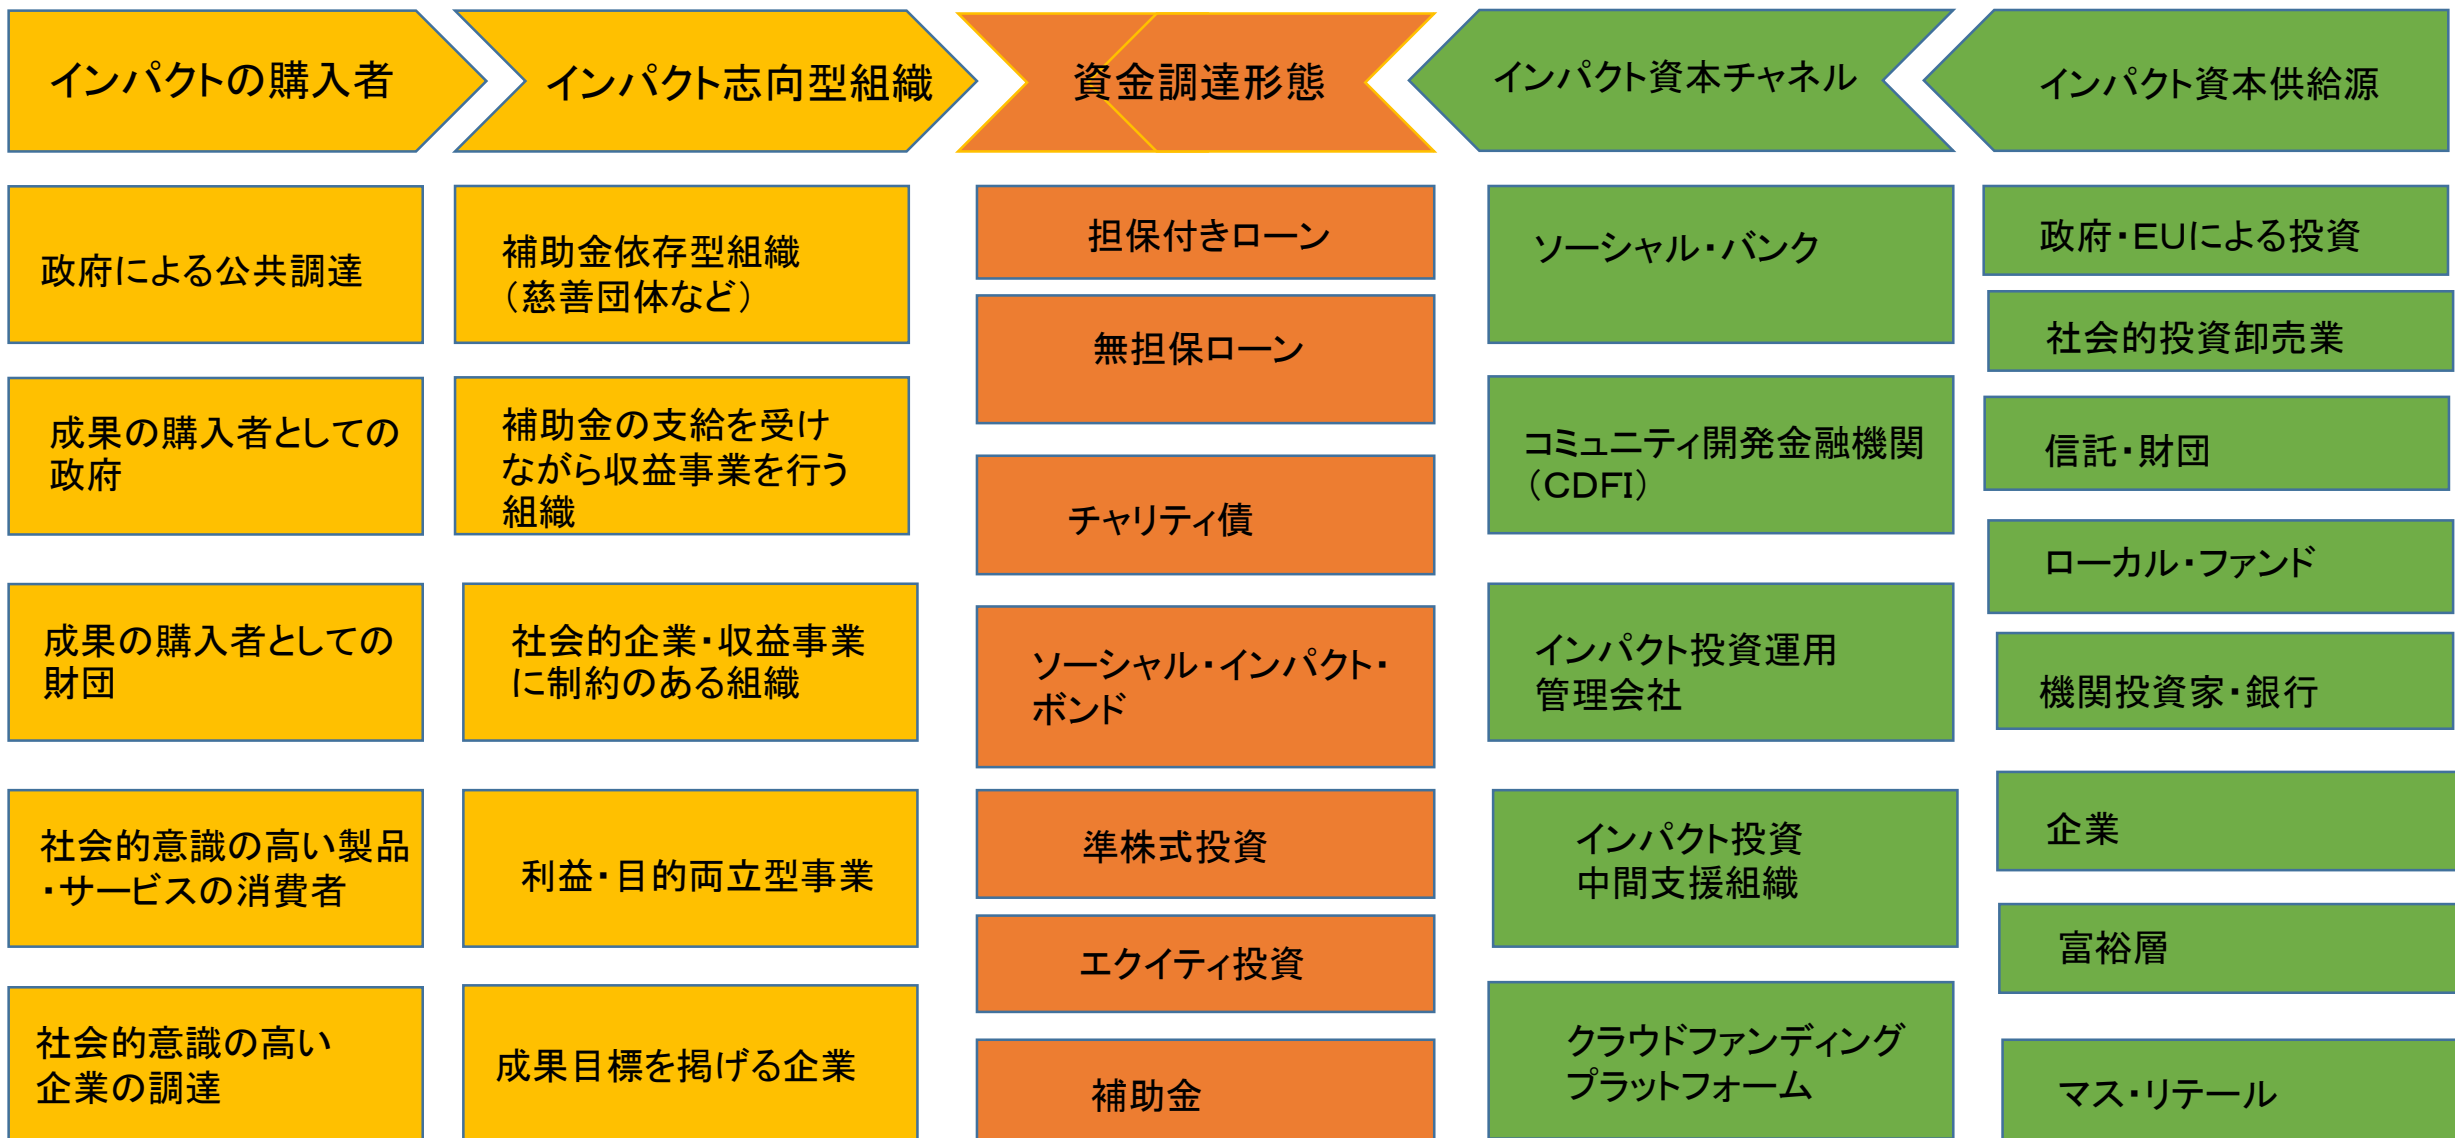 インパクトの購入者
インパクト志向型組織
資金調達形態
インパクト資本チャネル
インパクト資本供給源
政府による公共調達
成果の購入者としての
政府
成果の購入者としての
財団
社会的意識の高い製品
・サービスの消費者
社会的意識の高い
企業の調達
補助金依存型組織
（慈善団体など）
補助金の支給を受け
ながら収益事業を行う
組織
社会的企業・収益事業
に制約のある組織
利益・目的両立型事業
成果目標を掲げる企業
担保付きローン
無担保ローン
チャリティ債
ソーシャル・インパクト・
ボンド
準株式投資
エクイティ投資
補助金
ソーシャル・バンク
コミュニティ開発金融機関
（CDFI）
インパクト投資運用
管理会社
インパクト投資
中間支援組織
クラウドファンディング
プラットフォーム
政府・EUによる投資
社会的投資卸売業
信託・財団
ローカル・ファンド
機関投資家・銀行
企業
富裕層
マス・リテール